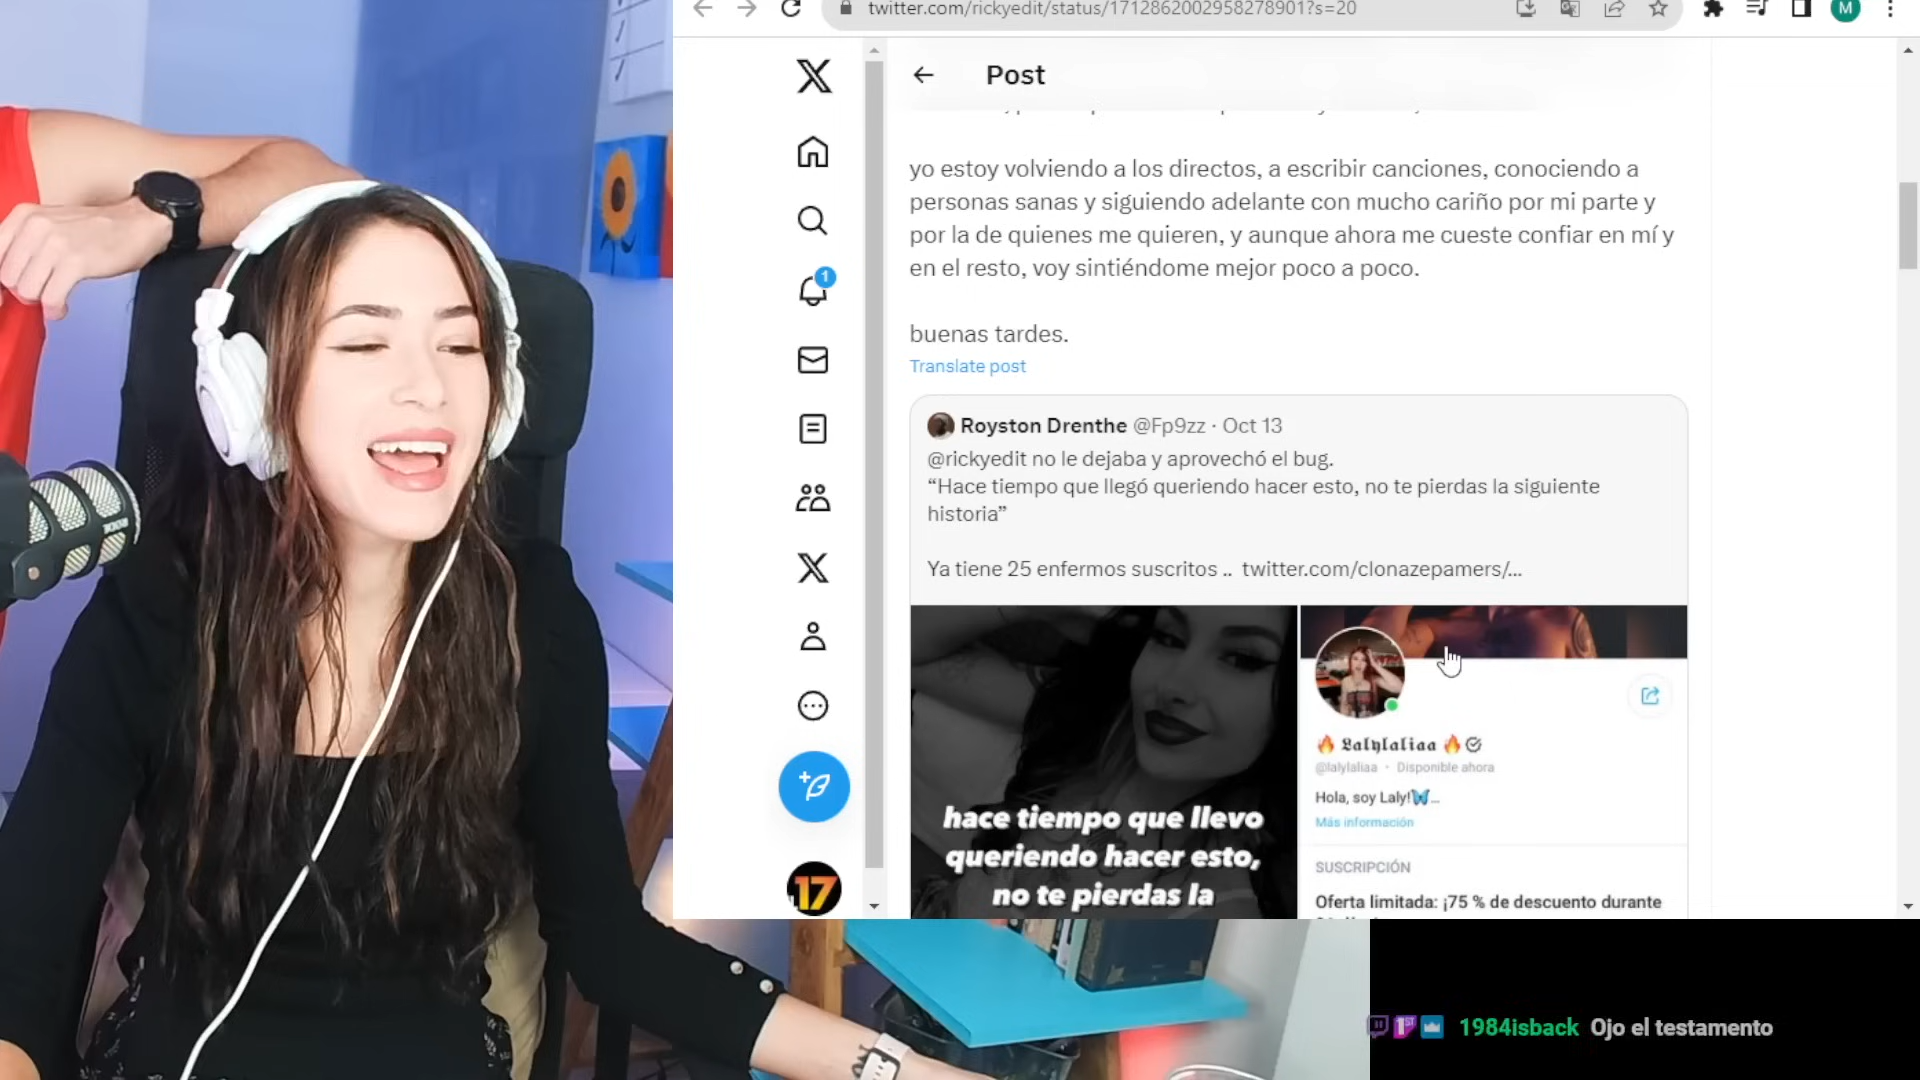 twitter.com/rickyedit/status/1712862002958278901?s=20
M
Post
yo estoy volviendo a los directos, a escribir canciones, conociendo a
personas sanas y siguiendo adelante con mucho cariño por mi parte y
por la de quienes me quieren, y aunque ahora me cueste confiar en mí y
en el resto, voy sintiéndome mejor poco a poco.
buenas tardes.
Translate post
1
Royston Drenthe @Fp9zz · Oct 13
@rickyedit no le dejaba y aprovechó el bug.
“Hace tiempo que llegó queriendo hacer esto, no te pierdas la siguiente
historia”
Ya tiene 25 enfermos suscritos .. twitter.com/clonazepamers/...
hace tiempo que llevo
queriendo hacer esto,
no te pierdas la
🔥 𝕷𝖆𝖑𝖞𝖑𝖆𝖑𝖎𝖆𝖆 🔥
@lalylaliaa • Disponible ahora
Hola, soy Laly!🦋...
Más información
SUSCRIPCIÓN
Oferta limitada: ¡75 % de descuento durante
17
1984isback Ojo el testamento